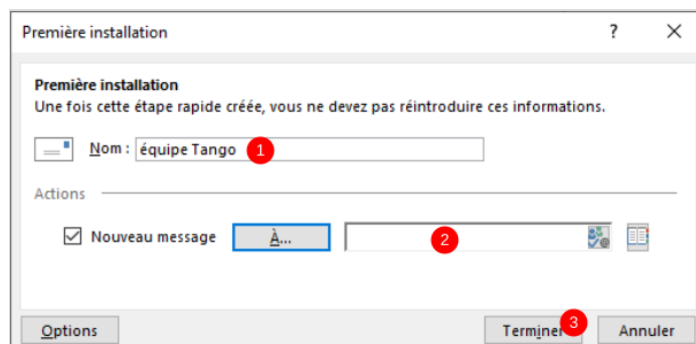 Première installation ? X
Première installation
Une fois cette étape rapide créée, vous ne devez pas réintroduire ces informations.
Nom : équipe Tango 1
Actions
Nouveau message À... 2
Options Terminer 3 Annuler